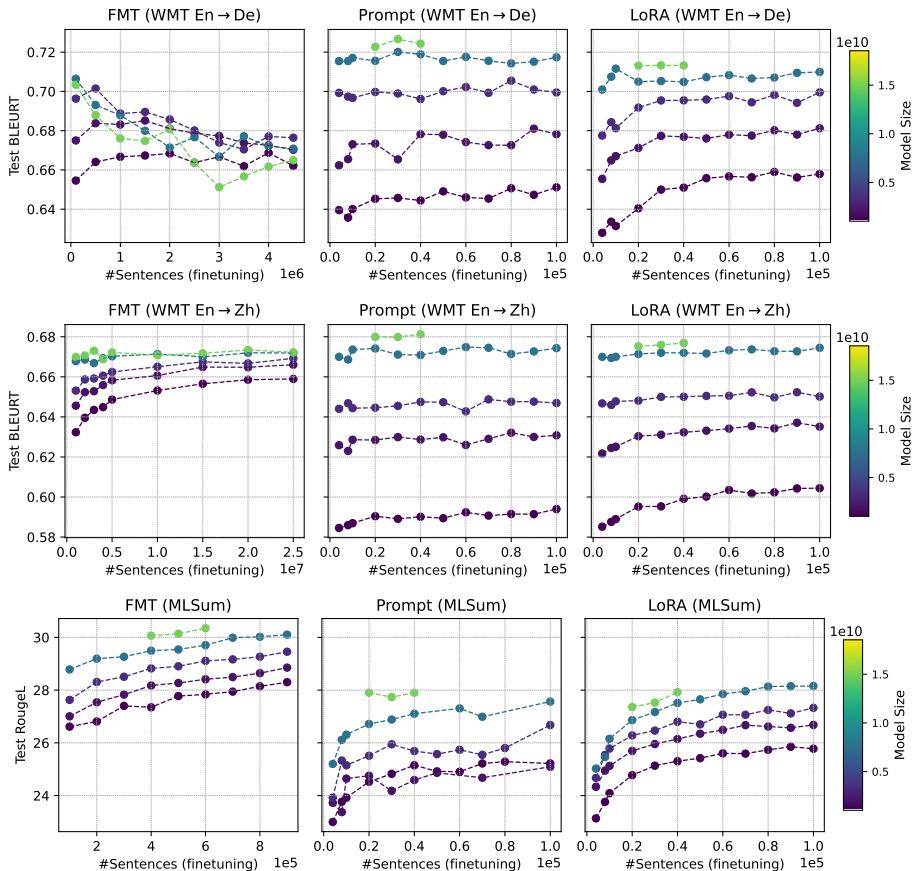 FMT (WMT En→De)
Prompt (WMT En→De)
LoRA (WMT En→De)
1e10
0.72
0.70
0.68
0.66
0.64
Test BLEURT
0 1 2 3 4
#Sentences (finetuning) 1e6
0.0 0.2 0.4 0.6 0.8 1.0
#Sentences (finetuning) 1e5
0.0 0.2 0.4 0.6 0.8 1.0
#Sentences (finetuning) 1e5
1.5
1.0
0.5
Model Size
FMT (WMT En→Zh)
Prompt (WMT En→Zh)
LoRA (WMT En→Zh)
1e10
0.68
0.66
0.64
0.62
0.60
0.58
Test BLEURT
0.0 0.5 1.0 1.5 2.0 2.5
#Sentences (finetuning) 1e7
0.0 0.2 0.4 0.6 0.8 1.0
#Sentences (finetuning) 1e5
0.0 0.2 0.4 0.6 0.8 1.0
#Sentences (finetuning) 1e5
1.5
1.0
0.5
Model Size
FMT (MLSum)
Prompt (MLSum)
LoRA (MLSum)
1e10
30
28
26
24
Test RougeL
2 4 6 8
#Sentences (finetuning) 1e5
0.0 0.2 0.4 0.6 0.8 1.0
#Sentences (finetuning) 1e5
0.0 0.2 0.4 0.6 0.8 1.0
#Sentences (finetuning) 1e5
1.5
1.0
0.5
Model Size